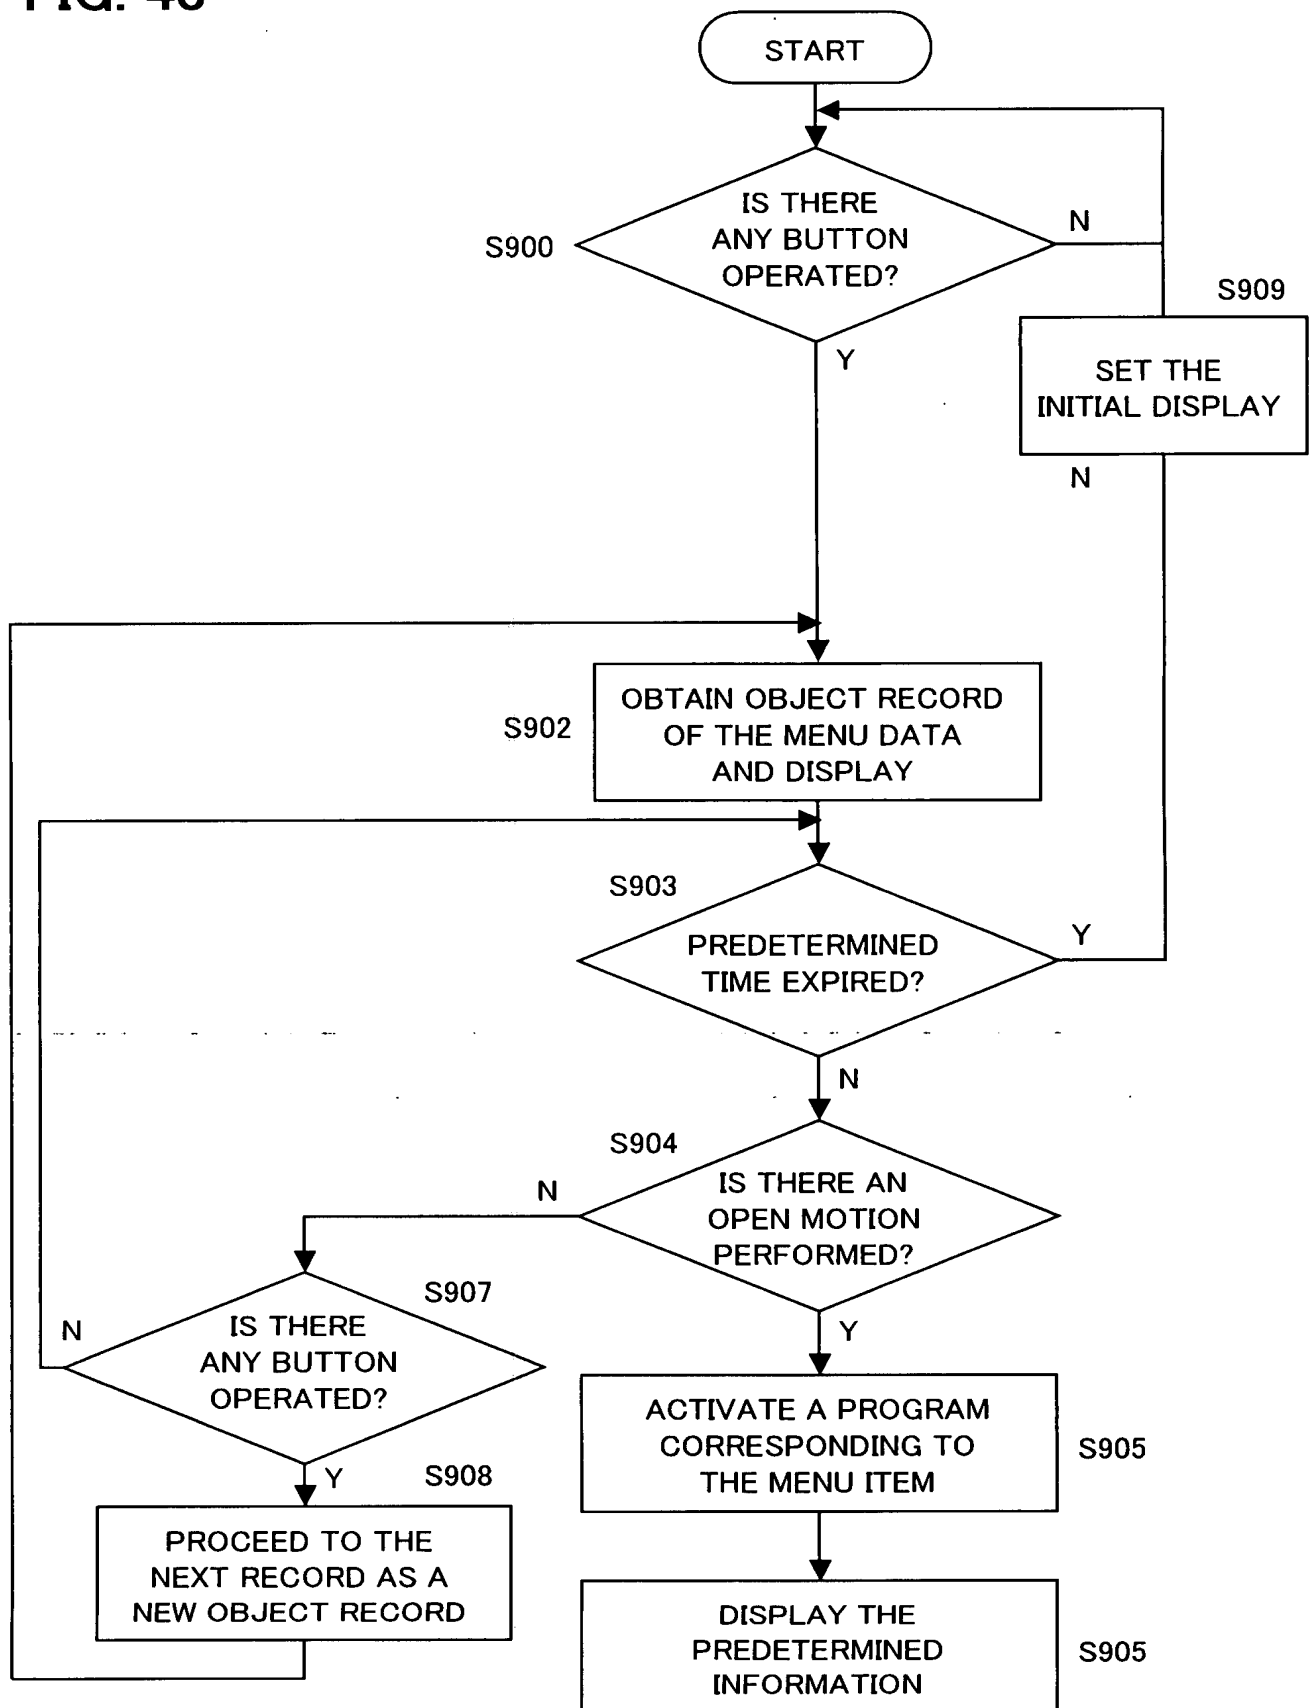 START
IS THERE
ANY BUTTON
OPERATED?
S900
N
Y
S909
SET THE
INITIAL DISPLAY
N
OBTAIN OBJECT RECORD
OF THE MENU DATA
AND DISPLAY
S902
S903
PREDETERMINED
TIME EXPIRED?
Y
N
S904
IS THERE AN
OPEN MOTION
PERFORMED?
N
Y
S907
IS THERE
ANY BUTTON
OPERATED?
N
Y
S908
PROCEED TO THE
NEXT RECORD AS A
NEW OBJECT RECORD
ACTIVATE A PROGRAM
CORRESPONDING TO
THE MENU ITEM
S905
DISPLAY THE
PREDETERMINED
INFORMATION
S905